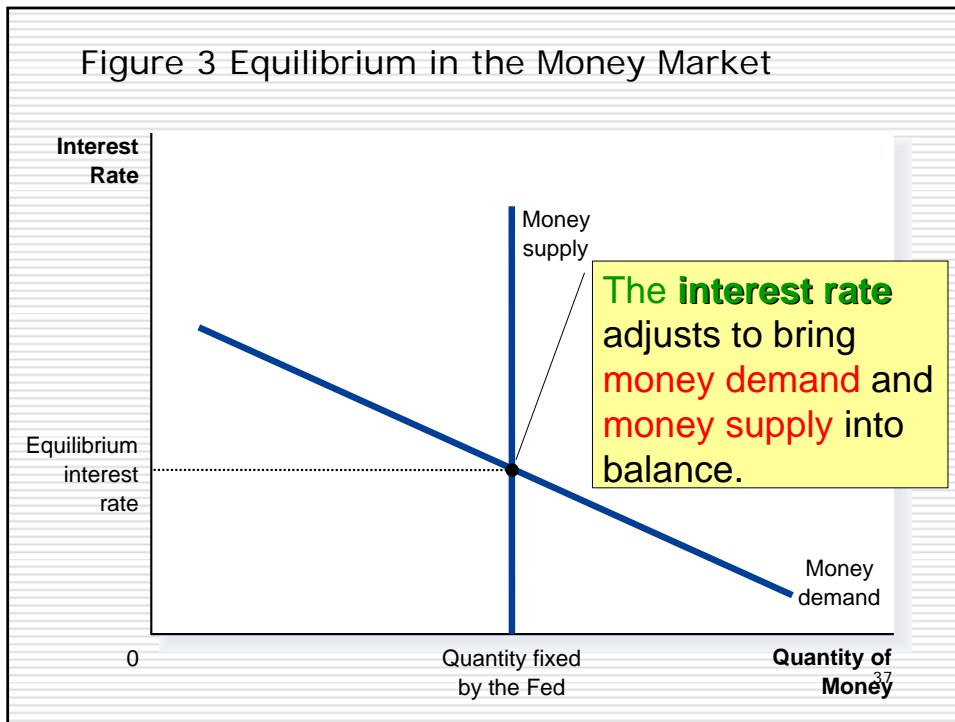 Figure 3 Equilibrium in the Money Market
Interest
Rate
Money
supply
The interest rate
adjusts to bring
money demand and
money supply into
balance.
Equilibrium
interest
rate
Money
demand
0
Quantity fixed
by the Fed
Quantity of
Money
37